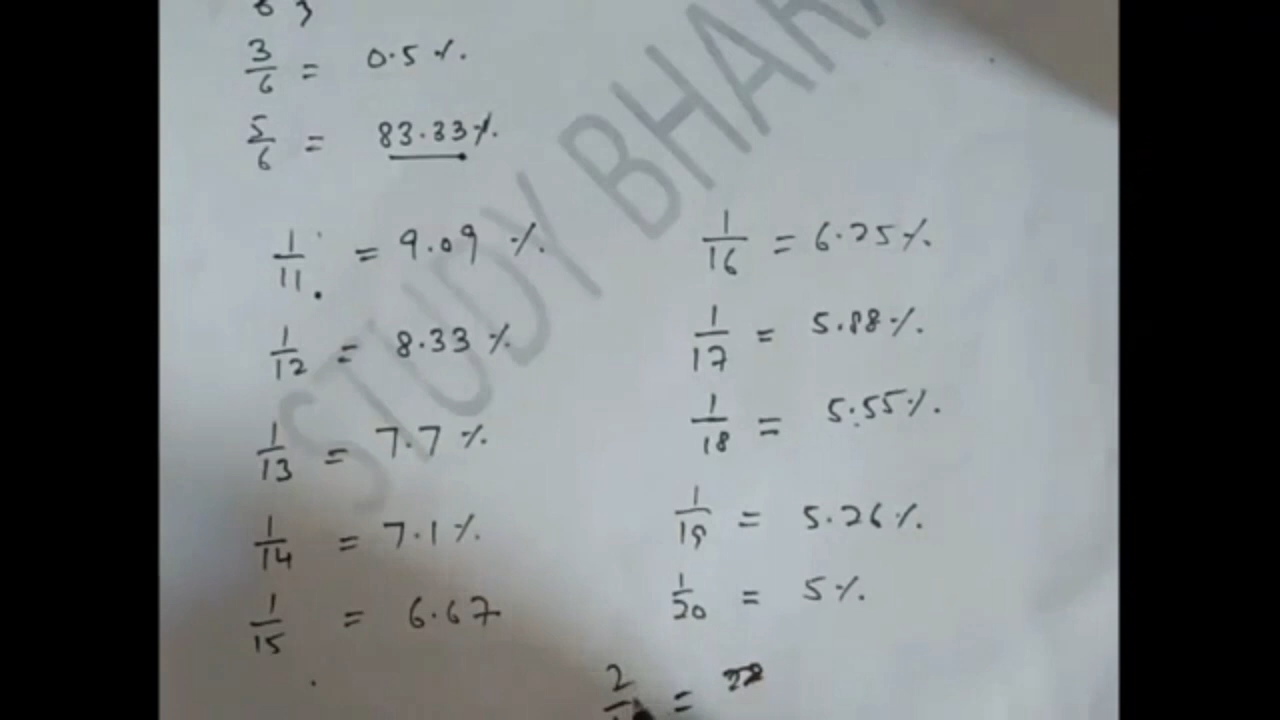 3/6 = 0.5 %.
5/6 = 83.33%.
1/11 = 9.09 %.
1/12 = 8.33 %.
1/13 = 7.7 %
1/14 = 7.1 %.
1/15 = 6.67
1/16 = 6.25%.
1/17 = 5.88%.
1/18 = 5.55%.
1/19 = 5.26%.
1/20 = 5%.
2
=
STUDY BHARA